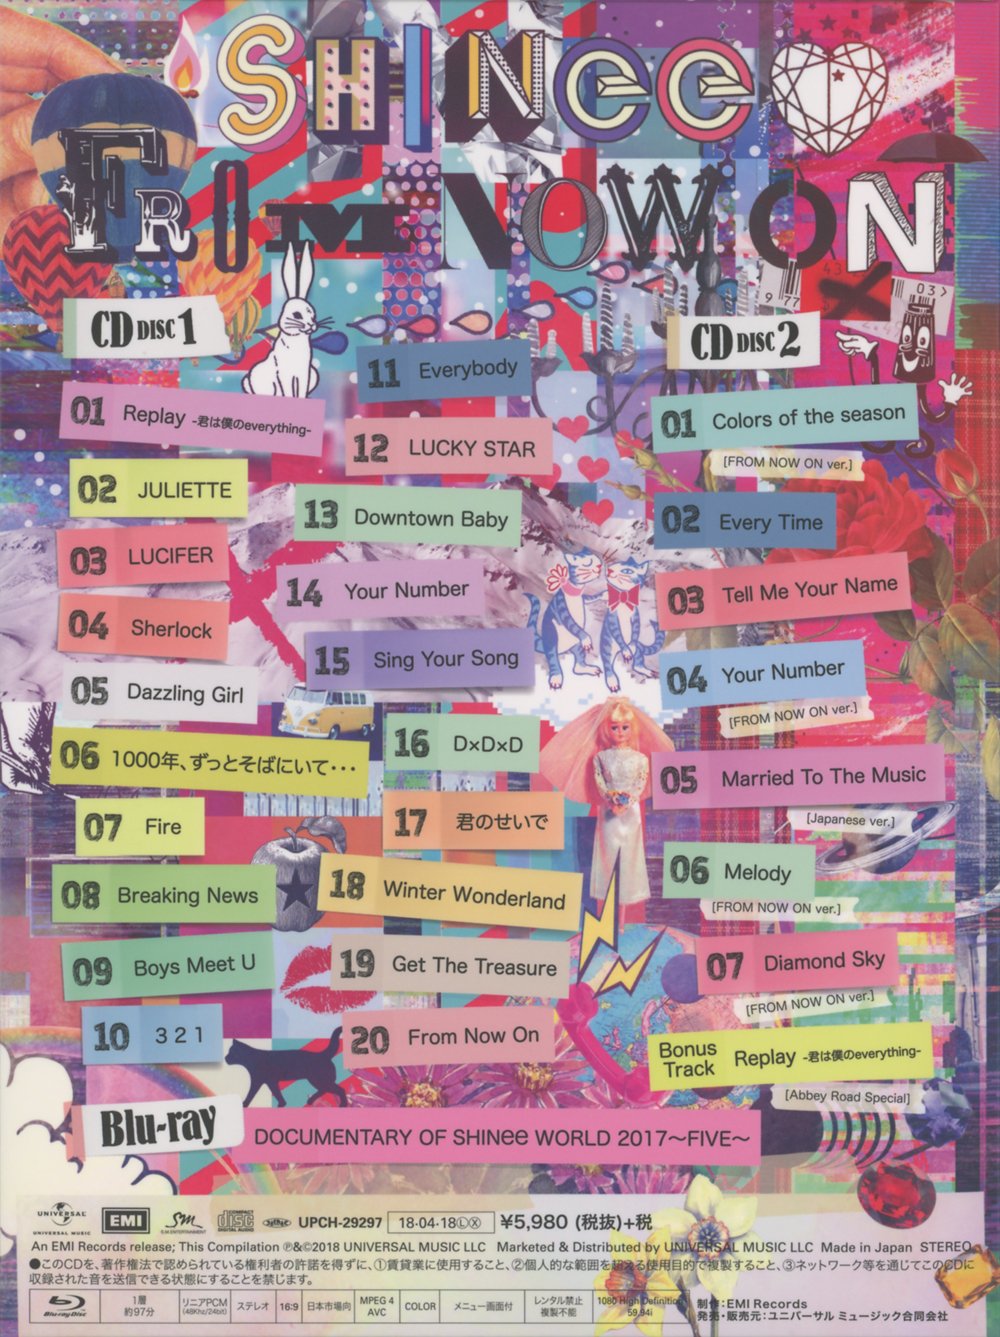 SHINee
FROM NOW ON
CD DISC 1
01 Replay -君は僕のeverything-
02 JULIETTE
03 LUCIFER
04 Sherlock
05 Dazzling Girl
06 1000年、ずっとそばにいて・・・
07 Fire
08 Breaking News
09 Boys Meet U
10 3 2 1
11 Everybody
12 LUCKY STAR
13 Downtown Baby
14 Your Number
15 Sing Your Song
16 D×D×D
17 君のせいで
18 Winter Wonderland
19 Get The Treasure
20 From Now On
CD DISC 2
01 Colors of the season
[FROM NOW ON ver.]
02 Every Time
03 Tell Me Your Name
04 Your Number
[FROM NOW ON ver.]
05 Married To The Music
[Japanese ver.]
06 Melody
[FROM NOW ON ver.]
07 Diamond Sky
[FROM NOW ON ver.]
Bonus Track Replay -君は僕のeverything-
[Abbey Road Special]
Blu-ray
DOCUMENTARY OF SHINee WORLD 2017〜FIVE〜
UNIVERSAL
UNIVERSAL MUSIC
EMI
SM
S.M.ENTERTAINMENT
COMPACT disc DIGITAL AUDIO
UPCH-29297 18・04・18ⓁⓍ ¥5,980 (税抜)+税
An EMI Records release; This Compilation ℗&©2018 UNIVERSAL MUSIC LLC Marketed & Distributed by UNIVERSAL MUSIC LLC Made in Japan STEREO
●このCDを、著作権法で認められている権利者の許諾を得ずに、①賃貸業に使用すること、②個人的な範囲を超える使用目的で複製すること、③ネットワーク等を通じてこのCDに
収録された音を送信できる状態にすることを禁じます。
Blu-ray Disc
1層 約97分
リニアPCM (48Khz/24bit)
ステレオ
16:9
日本市場向
MPEG 4 AVC
COLOR
メニュー画面付
レンタル禁止 複製不能
1080 High Definition 59.94i
制作:EMI Records
発売・販売元:ユニバーサル ミュージック合同会社